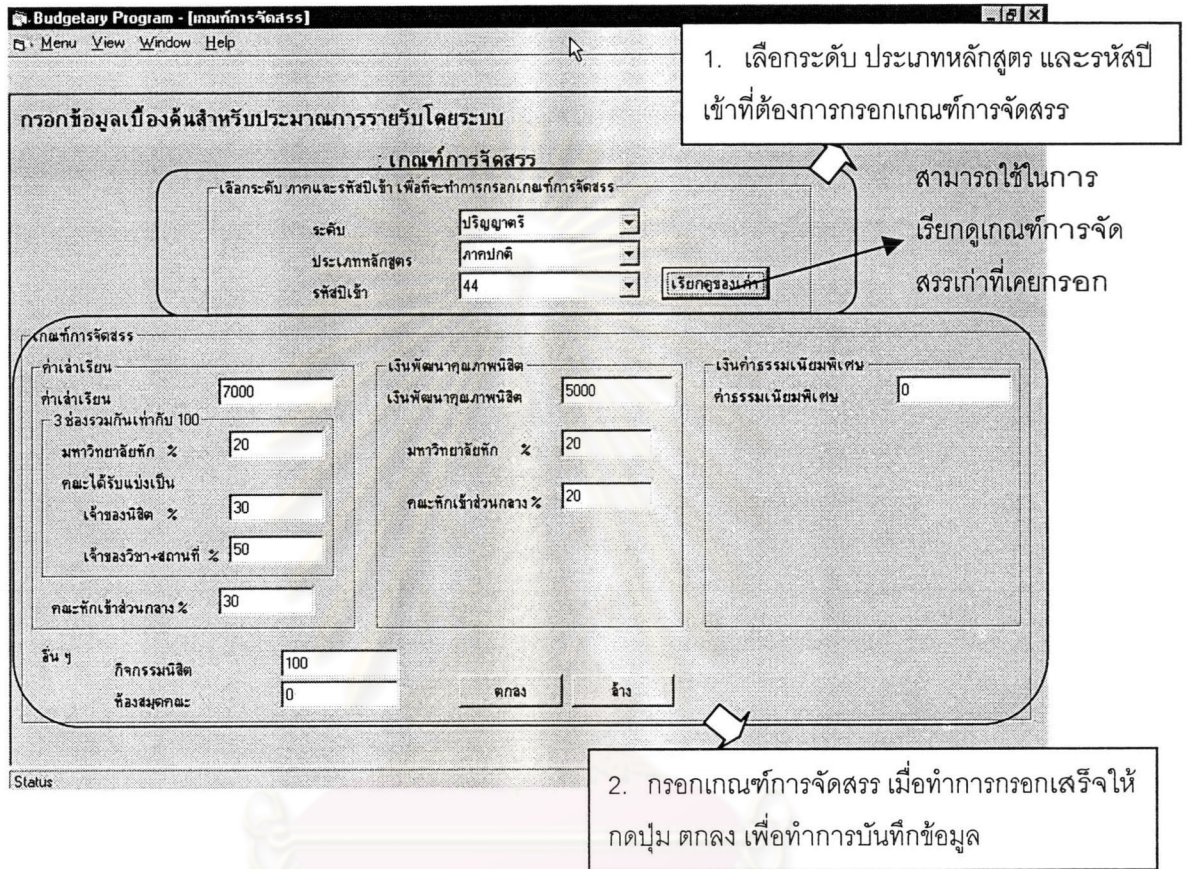 Budgetary Program - [เกณฑ์การจัดสรร]
Menu View Window Help
1. เลือกระดับ ประเภทหลักสูตร และรหัสปี
เข้าที่ต้องการกรอกเกณฑ์การจัดสรร
กรอกข้อมูลเบื้องต้นสำหรับประมาณการรายรับโดยระบบ
: เกณฑ์การจัดสรร
เลือกระดับ ภาคและรหัสปีเข้า เพื่อที่จะทำการกรอกเกณฑ์การจัดสรร
ระดับ ปริญญาตรี
ประเภทหลักสูตร ภาคปกติ
รหัสปีเข้า 44 เรียกดูของเก่า
สามารถใช้ในการ
เรียกดูเกณฑ์การจัด
สรรเก่าที่เคยกรอก
เกณฑ์การจัดสรร
ค่าเล่าเรียน
ค่าเล่าเรียน 7000
3 ช่องรวมกันเท่ากับ 100
มหาวิทยาลัยหัก % 20
คณะได้รับแบ่งเป็น
เจ้าของนิสิต % 30
เจ้าของวิชา+สถานที่ % 50
คณะหักเข้าส่วนกลาง % 30
เงินพัฒนาคุณภาพนิสิต
เงินพัฒนาคุณภาพนิสิต 5000
มหาวิทยาลัยหัก % 20
คณะหักเข้าส่วนกลาง % 20
เงินค่าธรรมเนียมพิเศษ
ค่าธรรมเนียมพิเศษ 0
อื่น ๆ
กิจกรรมนิสิต 100
ห้องสมุดคณะ 0
ตกลง ล้าง
Status
2. กรอกเกณฑ์การจัดสรร เมื่อทำการกรอกเสร็จให้
กดปุ่ม ตกลง เพื่อทำการบันทึกข้อมูล